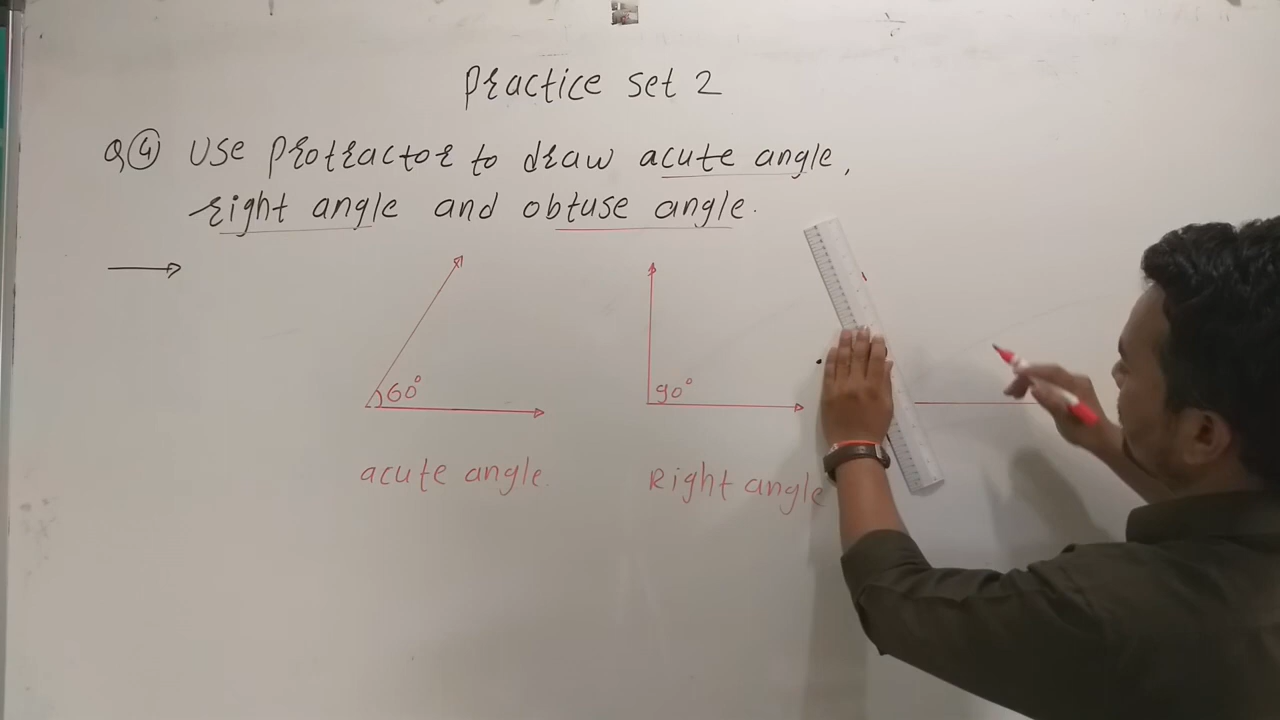 Practice Set 2
Q④ Use protractor to draw acute angle,
right angle and obtuse angle.
60°
90°
acute angle.
Right angle